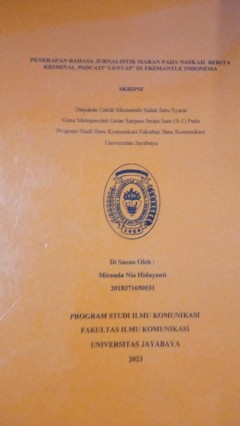 PENERAPAN BAHASA JURNALISTIK SIARAN PADA NASKAH BERITA
KRIMINAL PODCAST "LENYAP" DI FREMANTLE INDONESIA
SKRIPSI
Diajukan Untuk Memenuhi Salah Satu Syarat
Guna Memperoleh Gelar Sarjana Strata Satu (S-1) Pada
Program Studi Ilmu Komunikasi Fakultas Ilmu Komunikasi
Universitas Jayabaya
Di Susun Oleh :
Miranda Nia Hidayanti
2018371650031
PROGRAM STUDI ILMU KOMUNIKASI
FAKULTAS ILMU KOMUNIKASI
UNIVERSITAS JAYABAYA
2023